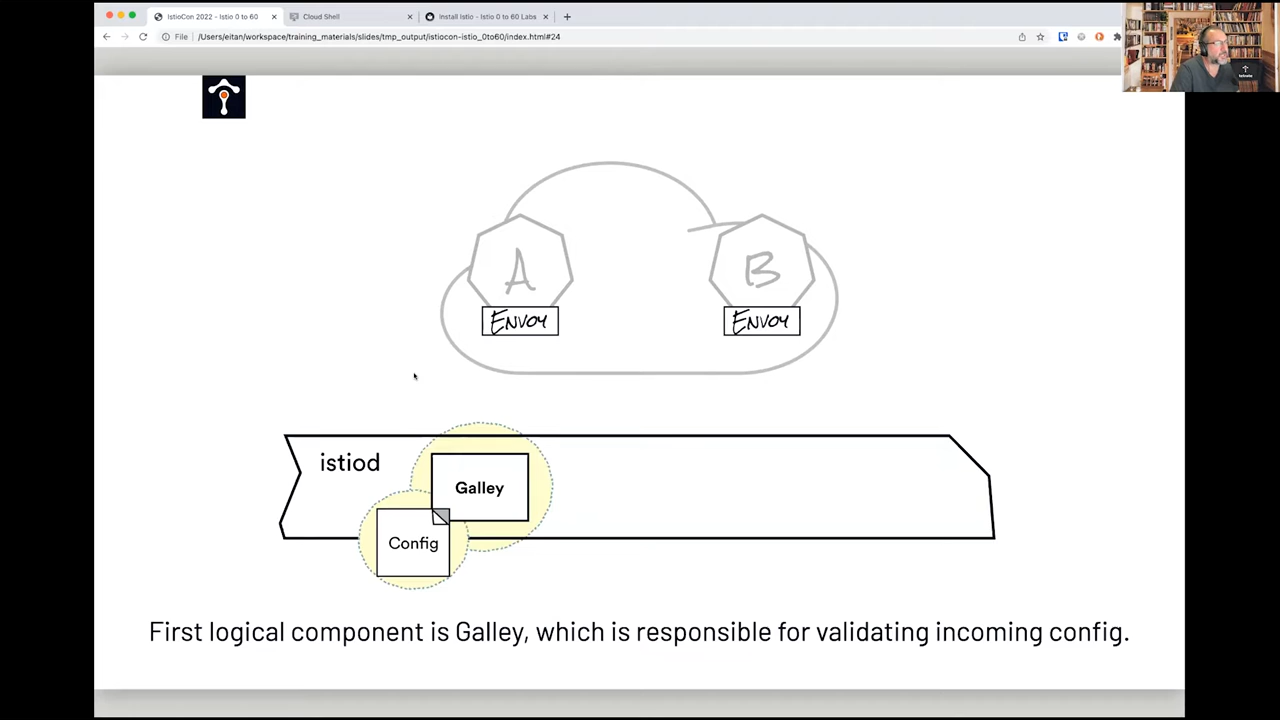 IstioCon 2022 - Istio 0 to 60
Cloud Shell
Install Istio - Istio 0 to 60 Labs
File
/Users/eitan/workspace/training_materials/slides/tmp_output/istiocon-istio_0to60/index.html#24
tetrate
A
B
ENVOY
ENVOY
istiod
Galley
Config
First logical component is Galley, which is responsible for validating incoming config.